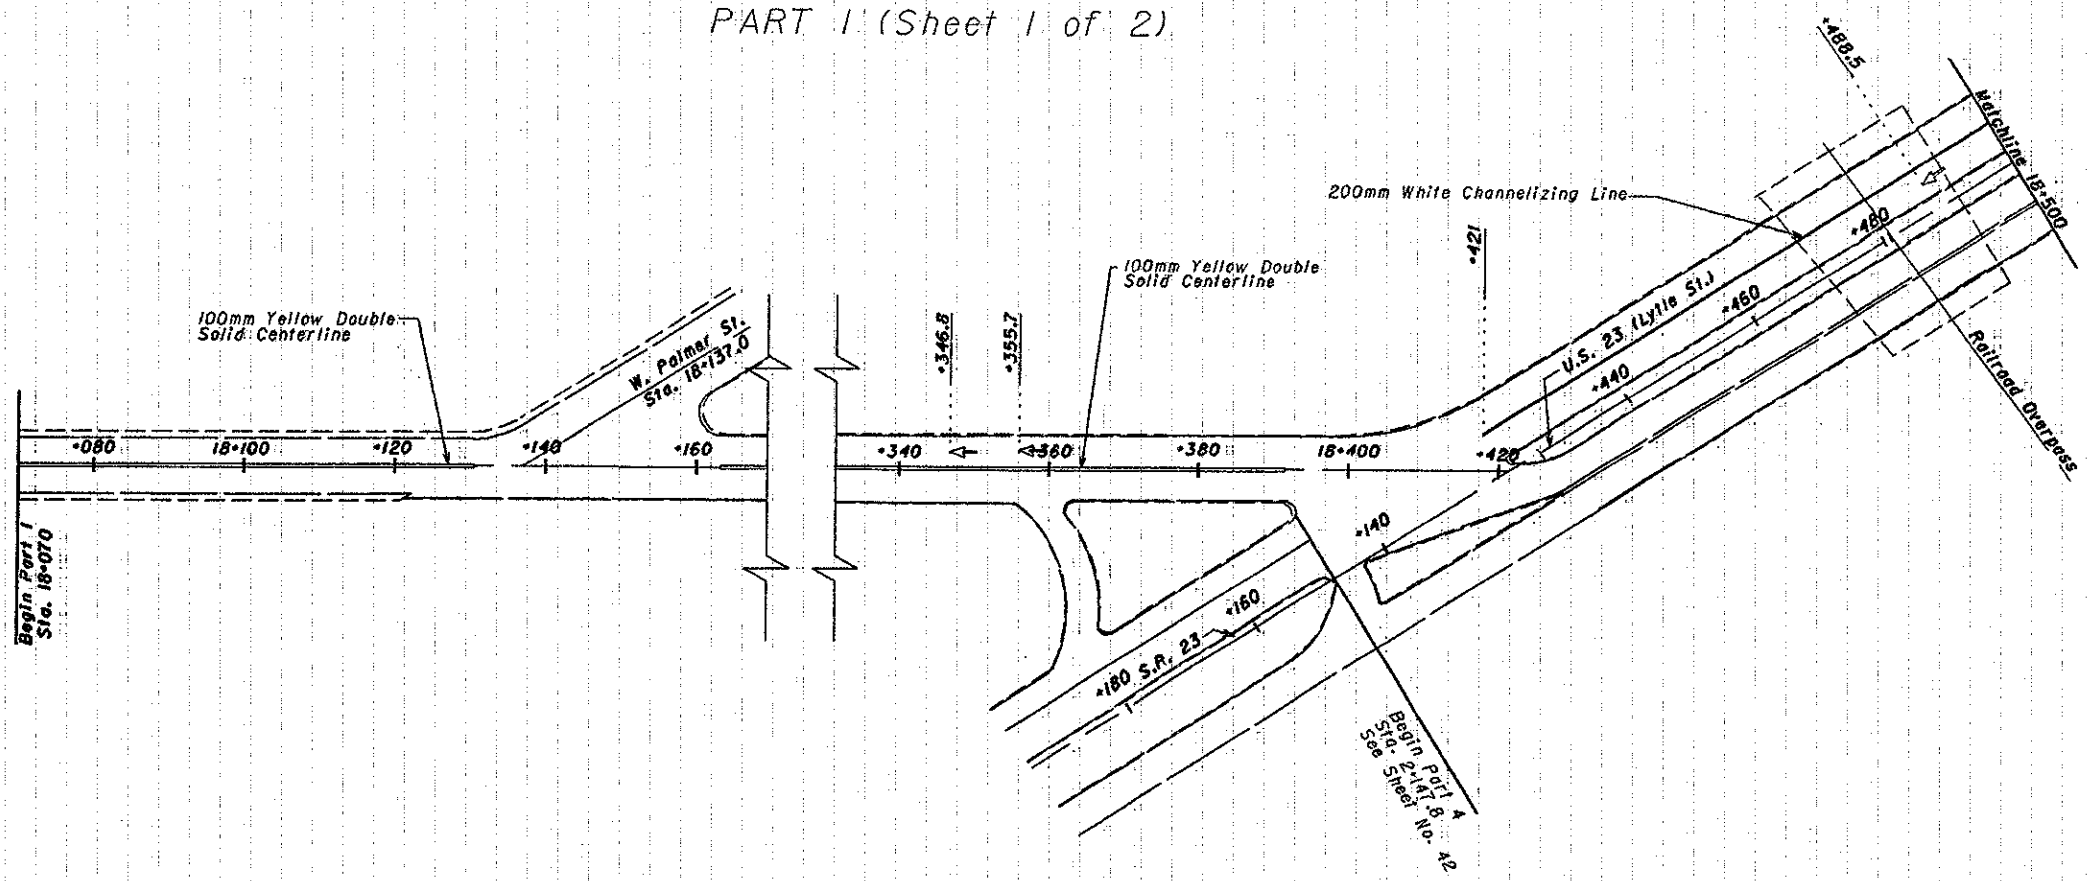 PART 1 (Sheet 1 of 2)
+488.5
Matchline 18+500
200mm White Channelizing Line
+480
+421
100mm Yellow Double
Solid Centerline
+460
U.S. 23 (Lytle St.)
100mm Yellow Double
Solid Centerline
W. Palmer St.
Sta. 18+137.0
+346.8
+355.7
+440
Railroad Overpass
+080
18+100
+120
+140
+160
+340
+360
+380
18+400
+420
Begin Part 1
Sta. 18+070
+140
+160
+180
S.R. 23
Begin Part 4
Sta. 2+147.8
See Sheet No. 42